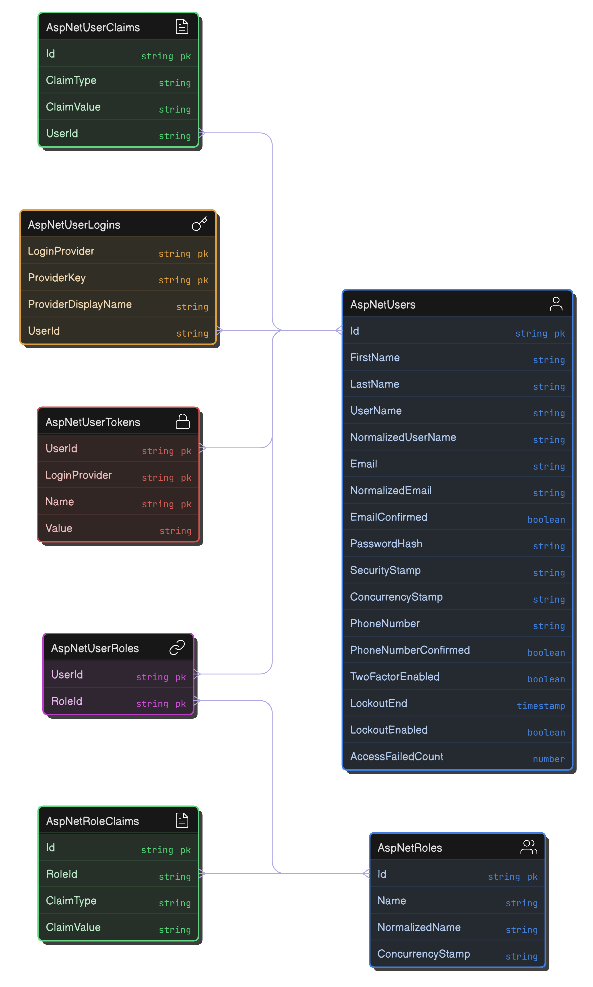 AspNetUserClaims
Id string pk
ClaimType string
ClaimValue string
UserId string
AspNetUserLogins
LoginProvider string pk
ProviderKey string pk
ProviderDisplayName string
UserId string
AspNetUserTokens
UserId string pk
LoginProvider string pk
Name string pk
Value string
AspNetUserRoles
UserId string pk
RoleId string pk
AspNetRoleClaims
Id string pk
RoleId string
ClaimType string
ClaimValue string
AspNetUsers
Id string pk
FirstName string
LastName string
UserName string
NormalizedUserName string
Email string
NormalizedEmail string
EmailConfirmed boolean
PasswordHash string
SecurityStamp string
ConcurrencyStamp string
PhoneNumber string
PhoneNumberConfirmed boolean
TwoFactorEnabled boolean
LockoutEnd timestamp
LockoutEnabled boolean
AccessFailedCount number
AspNetRoles
Id string pk
Name string
NormalizedName string
ConcurrencyStamp string